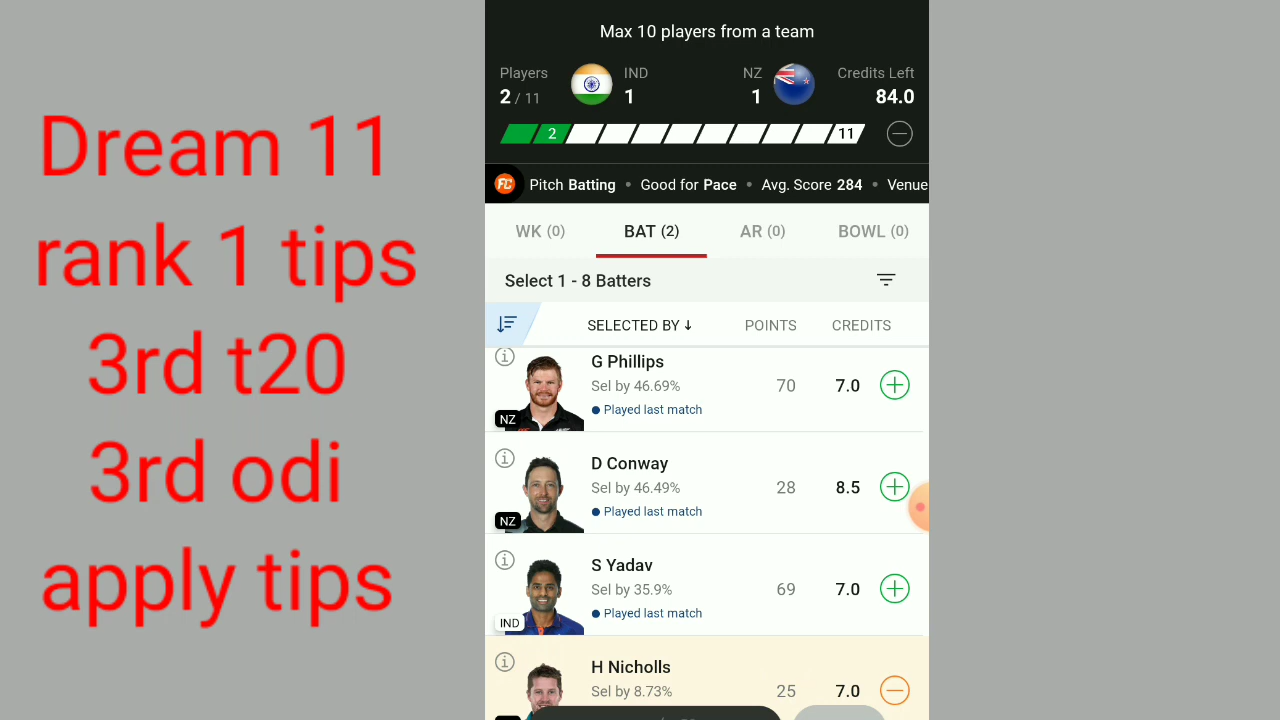 Dream 11
rank 1 tips
3rd t20
3rd odi
apply tips
Max 10 players from a team
Players IND NZ Credits Left
2 / 11 1 1 84.0
2 11
FC Pitch Batting • Good for Pace • Avg. Score 284 • Venue
WK (0) BAT (2) AR (0) BOWL (0)
Select 1 - 8 Batters
SELECTED BY ↓ POINTS CREDITS
G Phillips
Sel by 46.69% 70 7.0
Played last match
NZ
D Conway
Sel by 46.49% 28 8.5
Played last match
NZ
S Yadav
Sel by 35.9% 69 7.0
Played last match
IND
H Nicholls
Sel by 8.73% 25 7.0